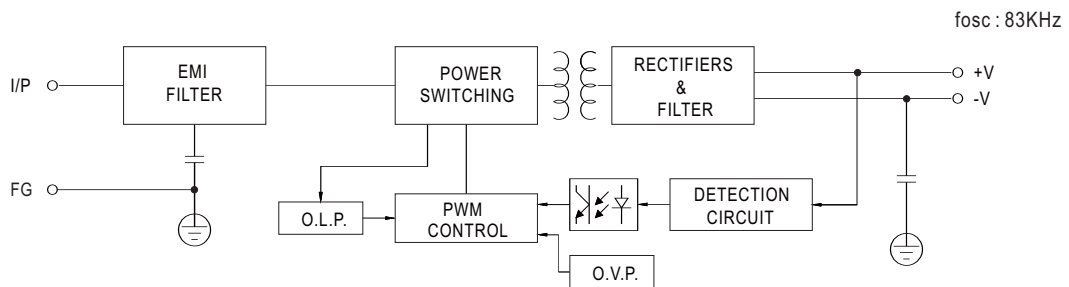 fosc : 83KHz
I/P
EMI
FILTER
POWER
SWITCHING
RECTIFIERS
&
FILTER
+V
-V
FG
O.L.P.
PWM
CONTROL
DETECTION
CIRCUIT
O.V.P.